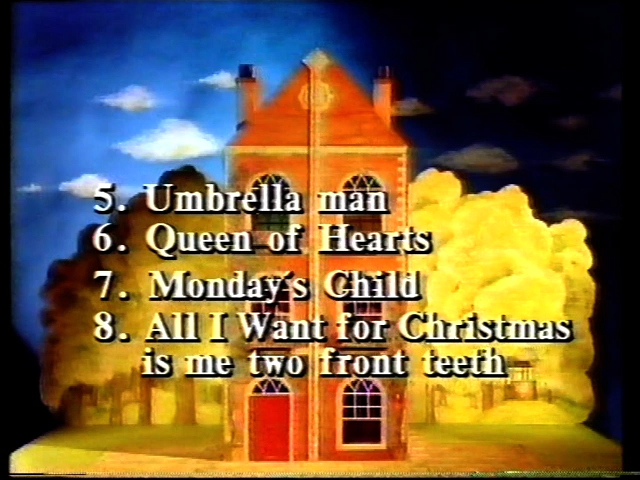 5. Umbrella man
6. Queen of Hearts
7. Monday's Child
8. All I Want for Christmas
is me two front teeth